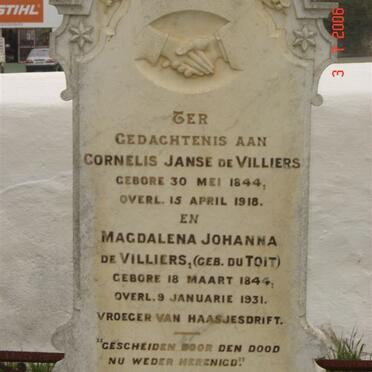 STIHL
3 7 2006
TER
GEDACHTENIS AAN
CORNELIS JANSE DE VILLIERS
GEBORE 30 MEI 1844,
OVERL. 15 APRIL 1918.
EN
MAGDALENA JOHANNA
DE VILLIERS, (GEB. DU TOIT)
GEBORE 18 MAART 1844,
OVERL. 9 JANUARIE 1931.
VROEGER VAN HAASJESDRIFT.
"GESCHEIDEN DOOR DEN DOOD
NU WEDER HERENIGD."